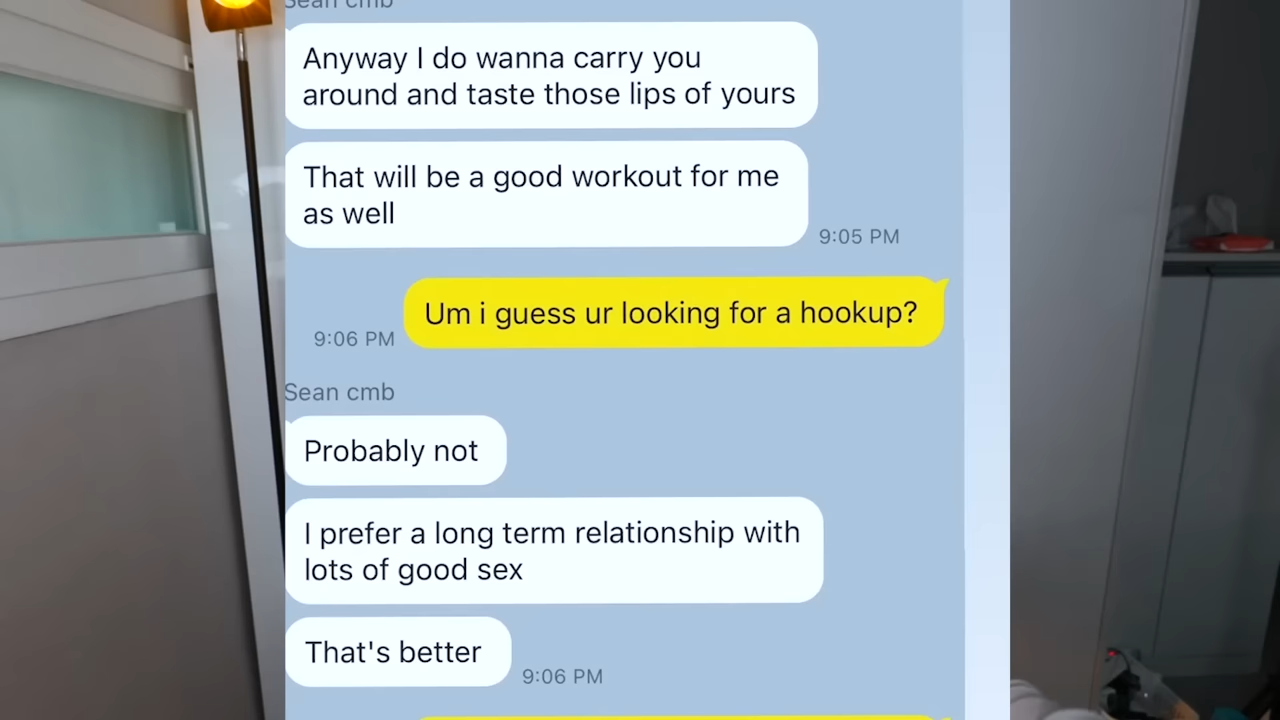 Sean cmb
Anyway I do wanna carry you
around and taste those lips of yours
That will be a good workout for me
as well
9:05 PM
Um i guess ur looking for a hookup?
9:06 PM
Sean cmb
Probably not
I prefer a long term relationship with
lots of good sex
That's better
9:06 PM